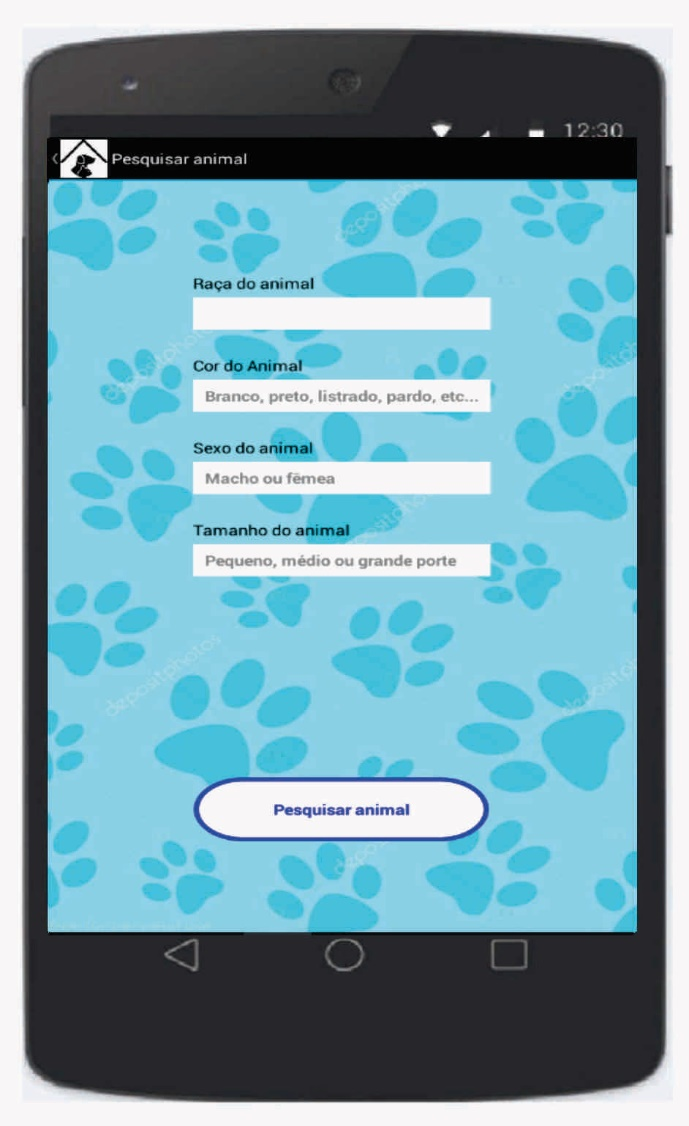 12:30
Pesquisar animal
Raça do animal
Cor do Animal
Branco, preto, listrado, pardo, etc...
Sexo do animal
Macho ou fêmea
Tamanho do animal
Pequeno, médio ou grande porte
depositphotos
Pesquisar animal